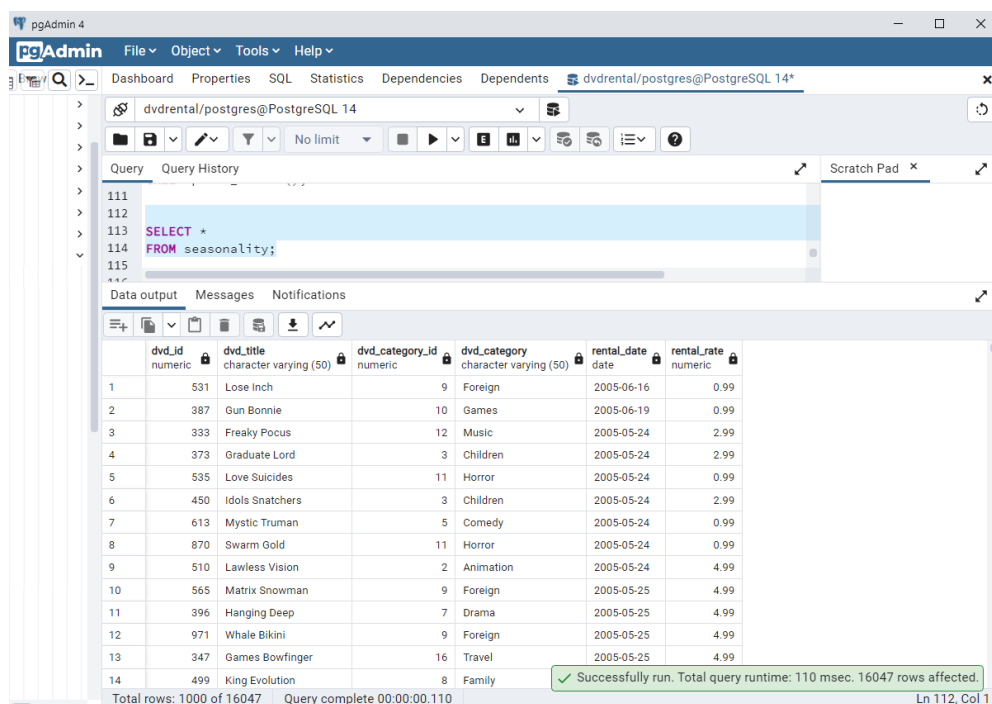 pgAdmin 4
pgAdmin File Object Tools Help
Dashboard Properties SQL Statistics Dependencies Dependents dvdrental/postgres@PostgreSQL 14*
dvdrental/postgres@PostgreSQL 14
No limit
Query Query History
Scratch Pad
111
112
113 SELECT *
114 FROM seasonality;
115
Data output Messages Notifications
dvd_id numeric dvd_title character varying (50) dvd_category_id numeric dvd_category character varying (50) rental_date date rental_rate numeric
1 531 Lose Inch 9 Foreign 2005-06-16 0.99
2 387 Gun Bonnie 10 Games 2005-06-19 0.99
3 333 Freaky Pocus 12 Music 2005-05-24 2.99
4 373 Graduate Lord 3 Children 2005-05-24 2.99
5 535 Love Suicides 11 Horror 2005-05-24 0.99
6 450 Idols Snatchers 3 Children 2005-05-24 2.99
7 613 Mystic Truman 5 Comedy 2005-05-24 0.99
8 870 Swarm Gold 11 Horror 2005-05-24 0.99
9 510 Lawless Vision 2 Animation 2005-05-24 4.99
10 565 Matrix Snowman 9 Foreign 2005-05-25 4.99
11 396 Hanging Deep 7 Drama 2005-05-25 4.99
12 971 Whale Bikini 9 Foreign 2005-05-25 4.99
13 347 Games Bowfinger 16 Travel 2005-05-25 4.99
14 499 King Evolution 8 Family
Successfully run. Total query runtime: 110 msec. 16047 rows affected.
Total rows: 1000 of 16047 Query complete 00:00:00.110 Ln 112, Col 1